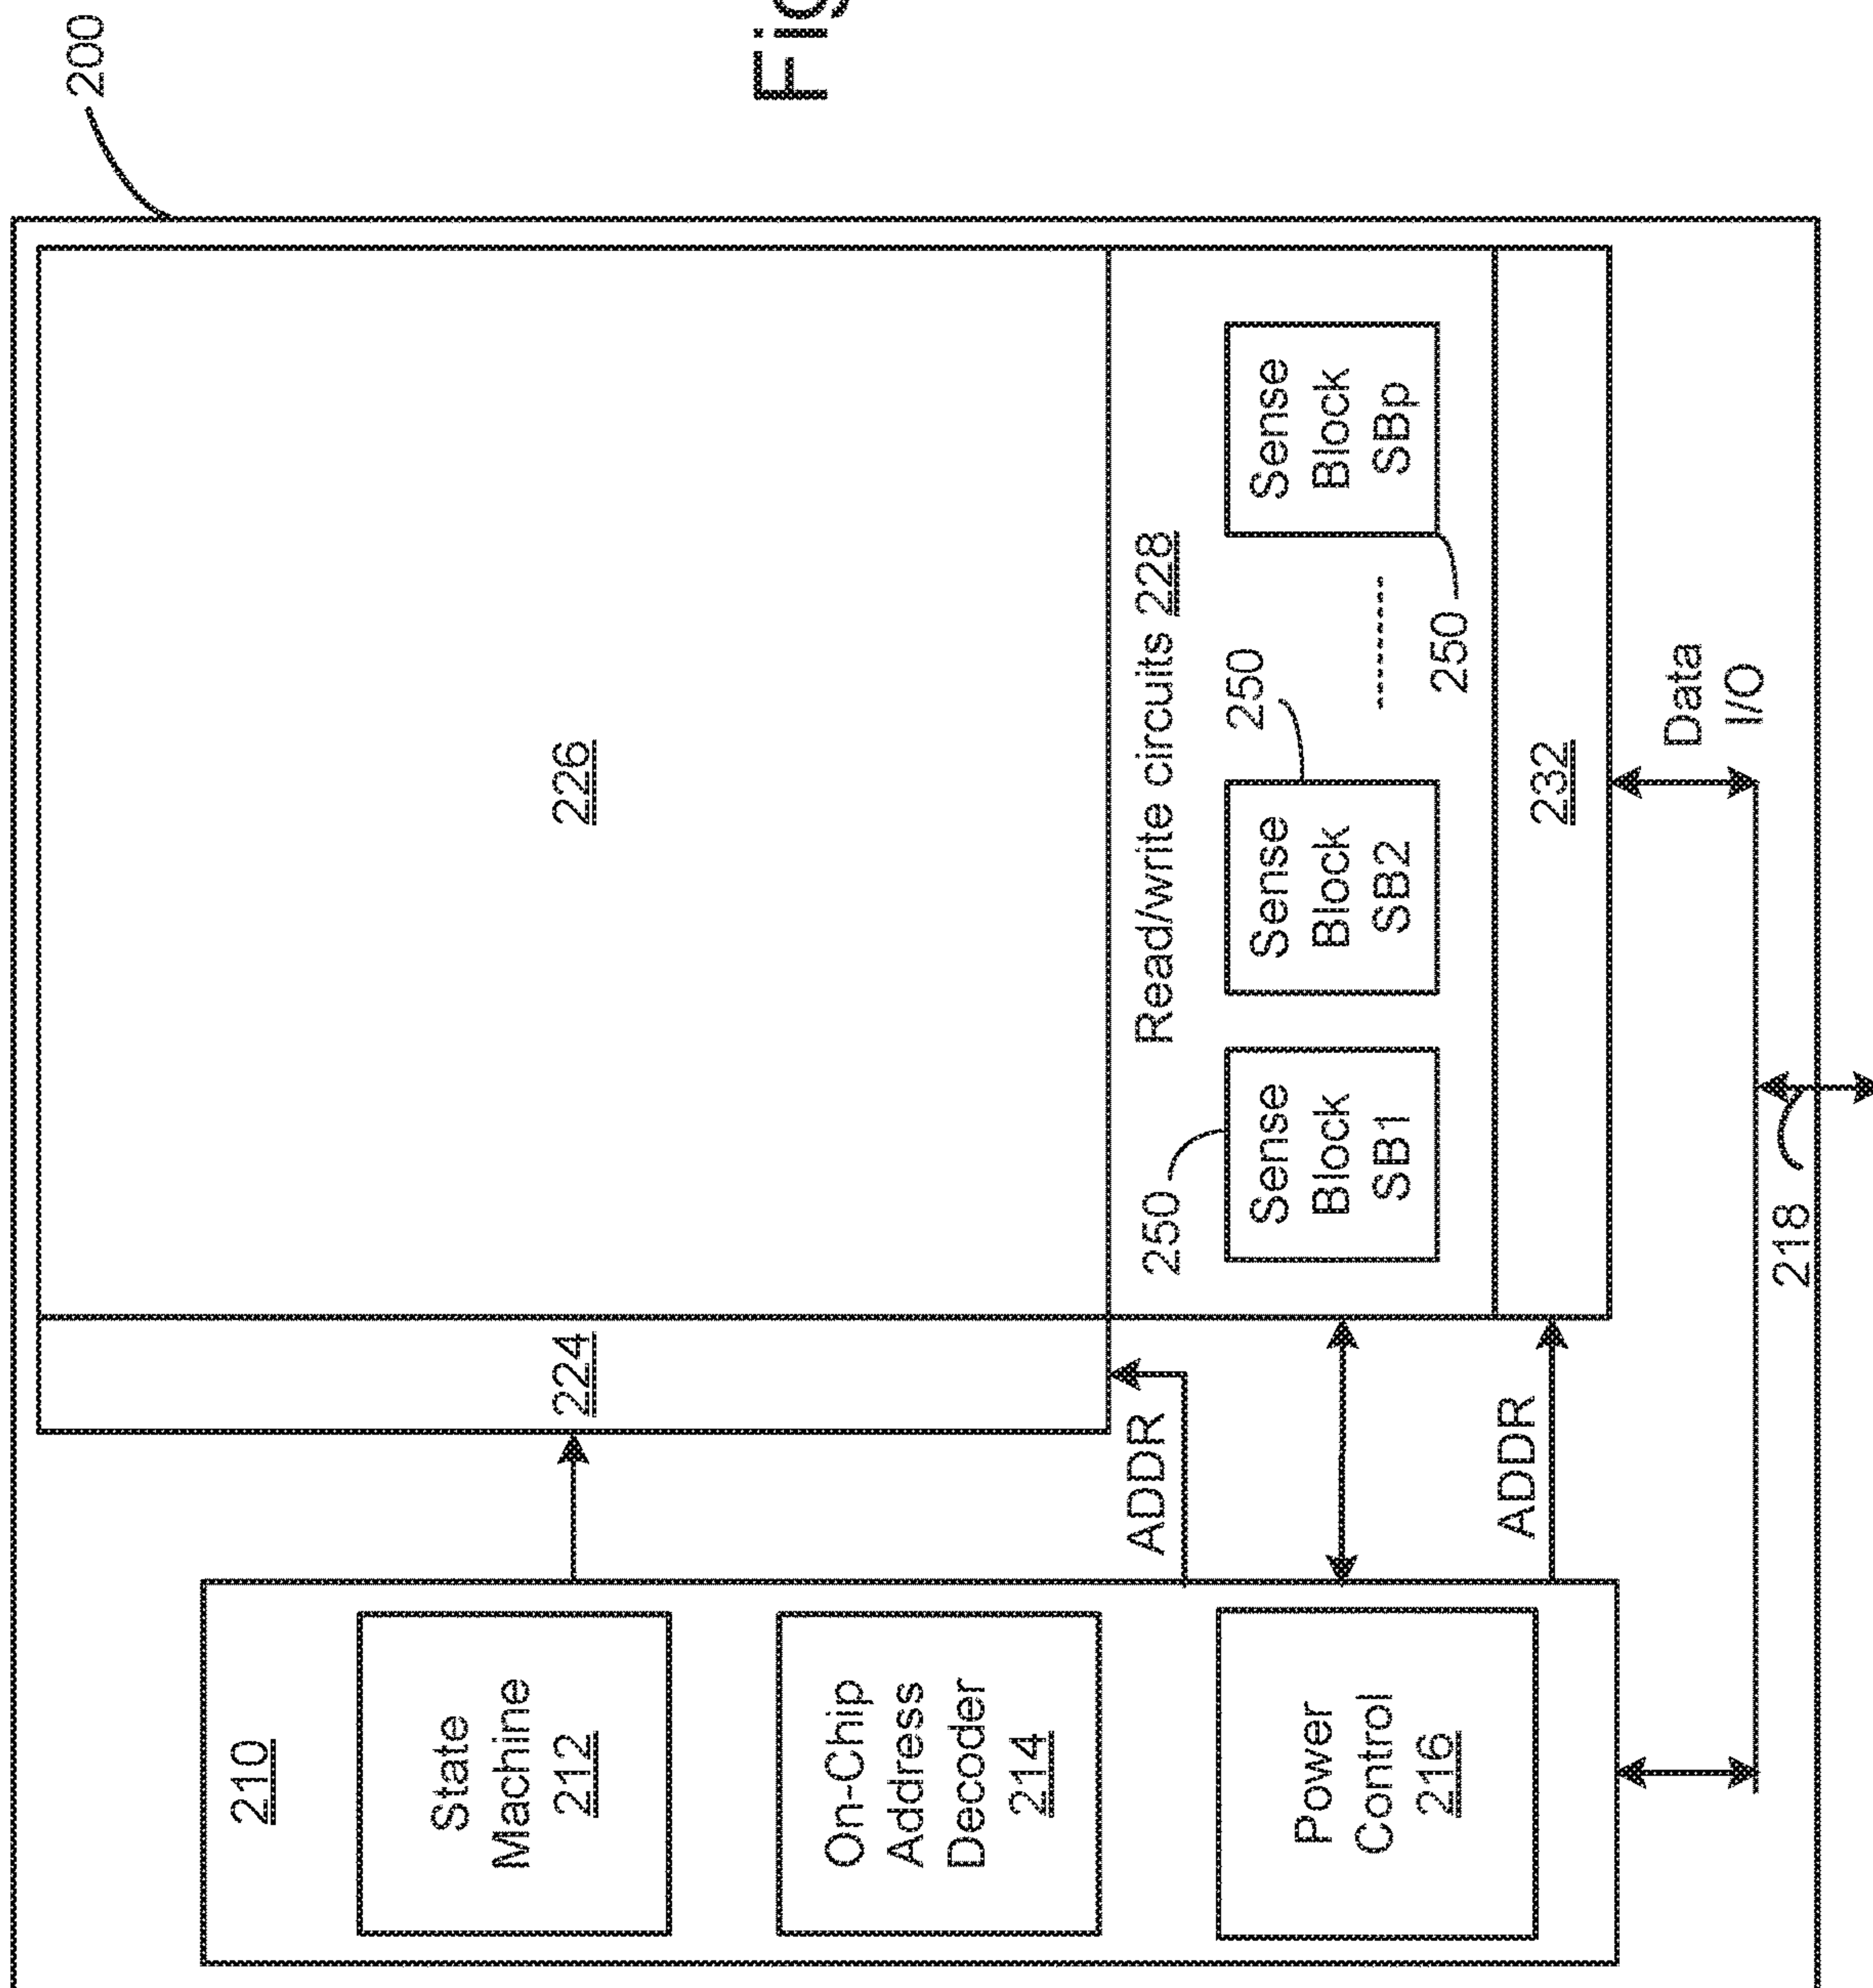 200
Fig
226
224
210
State
Machine
212
On-Chip
Address
Decoder
214
Power
Control
216
ADDR
ADDR
Read/write circuits 228
250
Sense
Block
SB1
250
Sense
Block
SB2
---------
250
Sense
Block
SBp
232
Data
I/O
218